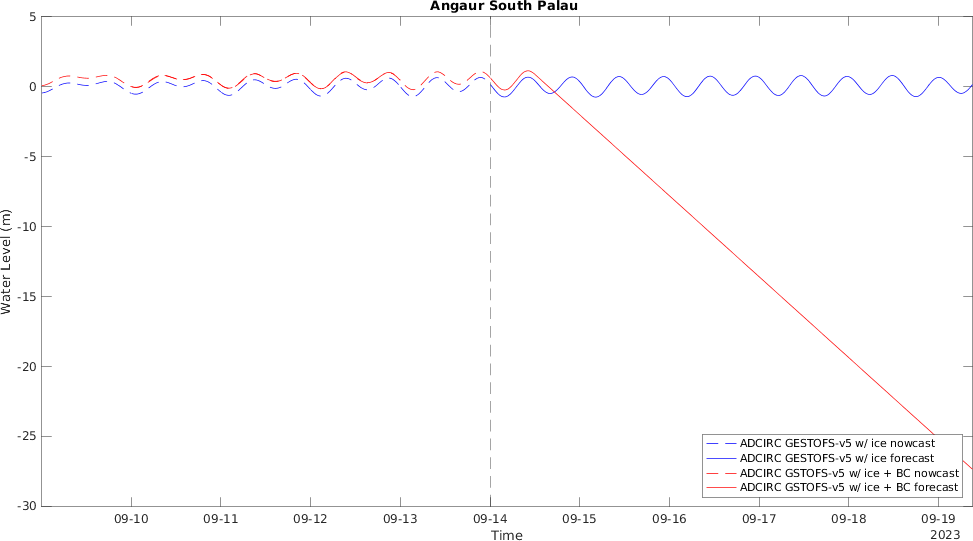 Angaur South Palau
5
0
-5
-10
-15
-20
-25
-30
Water Level (m)
ADCIRC GESTOFS-v5 w/ ice nowcast
ADCIRC GESTOFS-v5 w/ ice forecast
ADCIRC GSTOFS-v5 w/ ice + BC nowcast
ADCIRC GSTOFS-v5 w/ ice + BC forecast
09-10 09-11 09-12 09-13 09-14 09-15 09-16 09-17 09-18 09-19
Time
2023